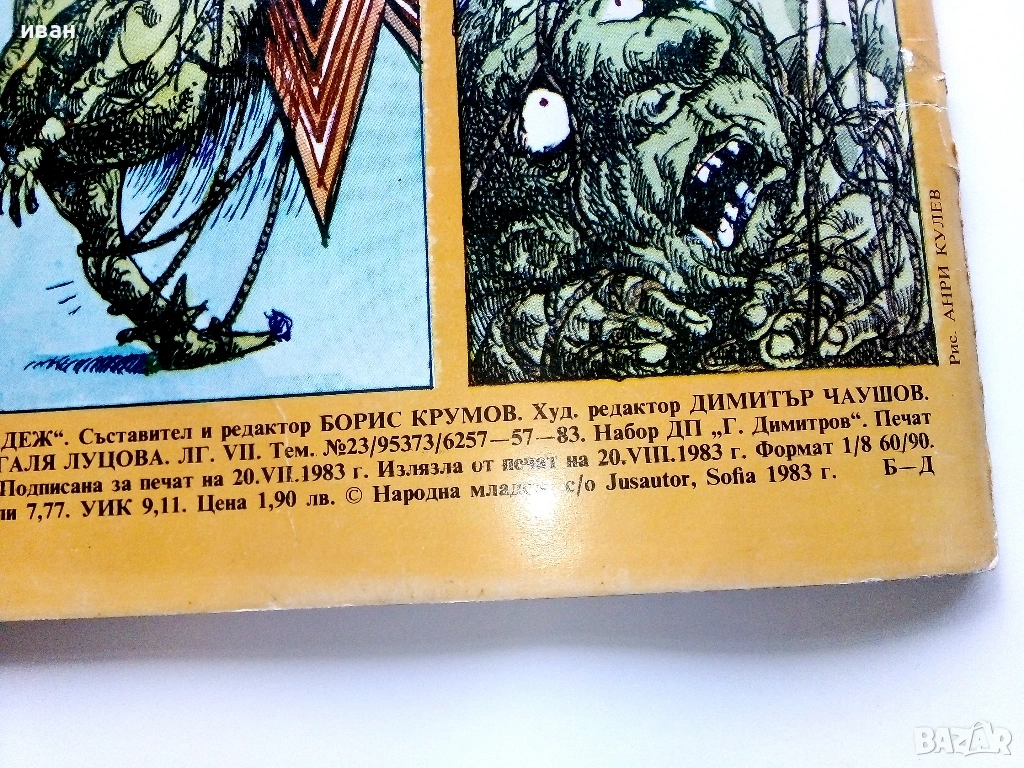 иван
Рис. АНРИ КУЛЕВ
ДЕЖ“. Съставител и редактор БОРИС КРУМОВ. Худ. редактор ДИМИТЪР ЧАУШОВ.
ГАЛЯ ЛУЦОВА. ЛГ. VII. Тем. №23/95373/6257—57—83. Набор ДП „Г. Димитров“. Печат
Подписана за печат на 20.VII.1983 г. Излязла от печат на 20.VIII.1983 г. Формат 1/8 60/90.
ли 7,77. УИК 9,11. Цена 1,90 лв. © Народна младеж c/o Jusautor, Sofia 1983 г. Б—Д
BAZAR